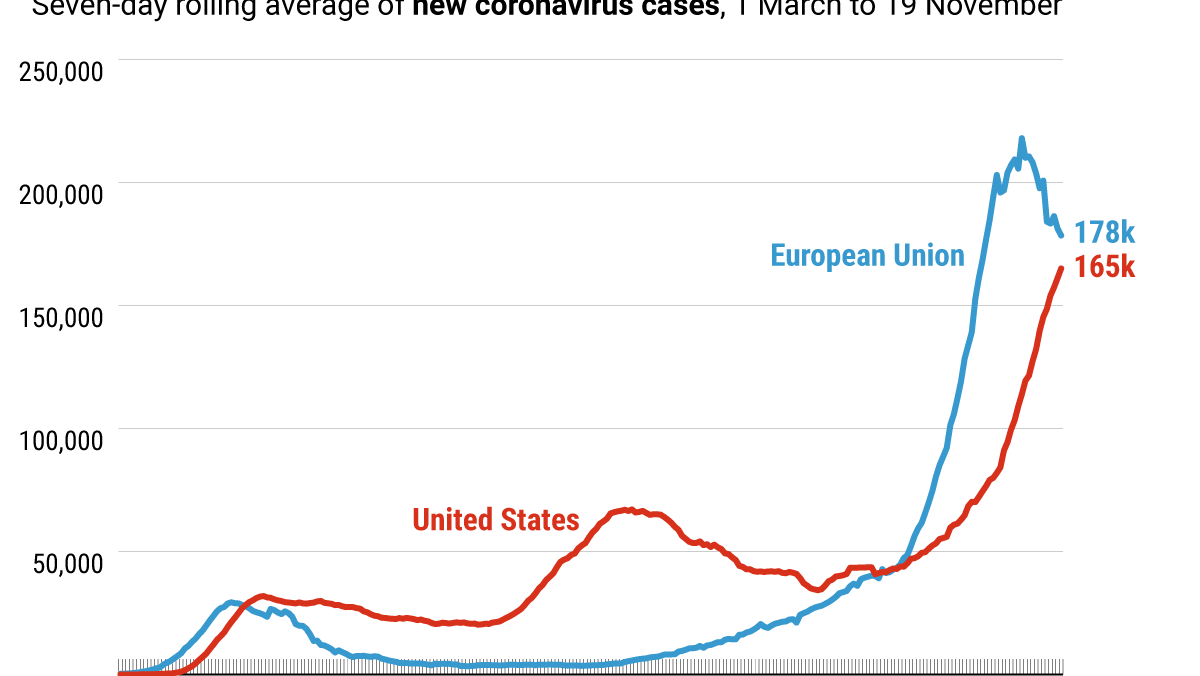 Seven-day rolling average of new coronavirus cases, 1 March to 19 November
250,000
200,000
178k
European Union
165k
150,000
100,000
United States
50,000